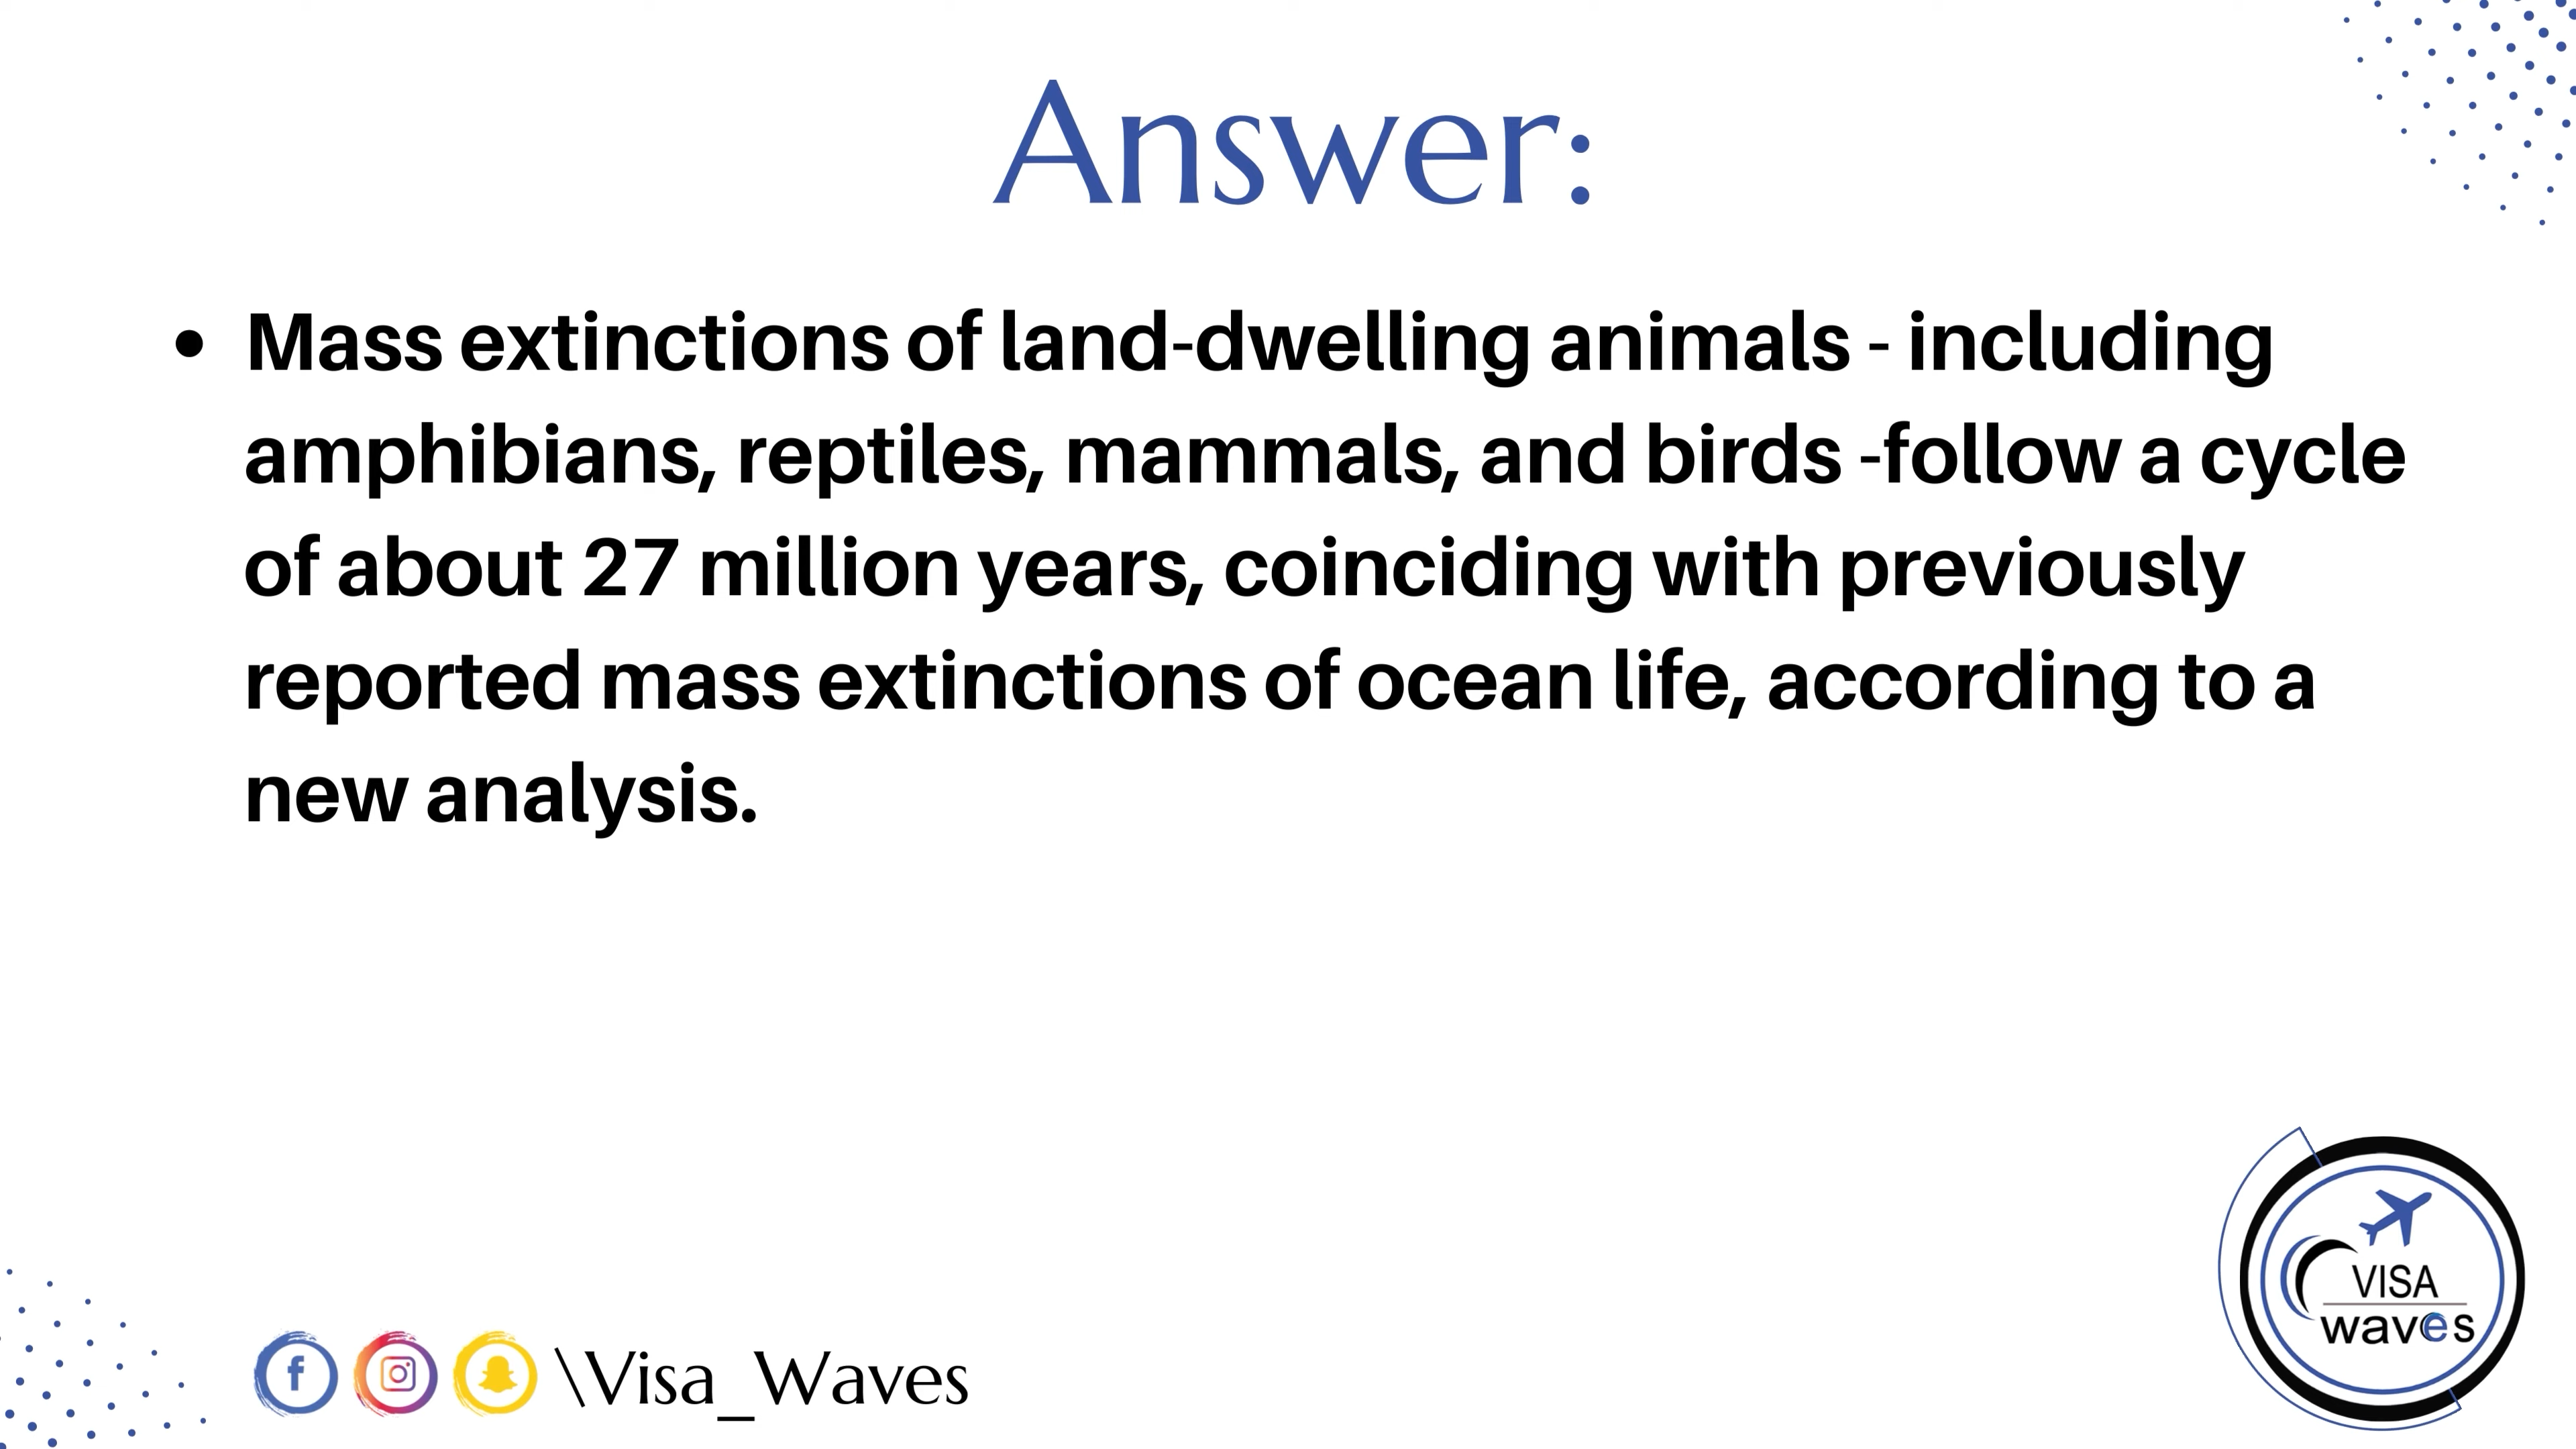 Answer:
• Mass extinctions of land-dwelling animals - including
amphibians, reptiles, mammals, and birds -follow a cycle
of about 27 million years, coinciding with previously
reported mass extinctions of ocean life, according to a
new analysis.
VISA
waves
\Visa_Waves